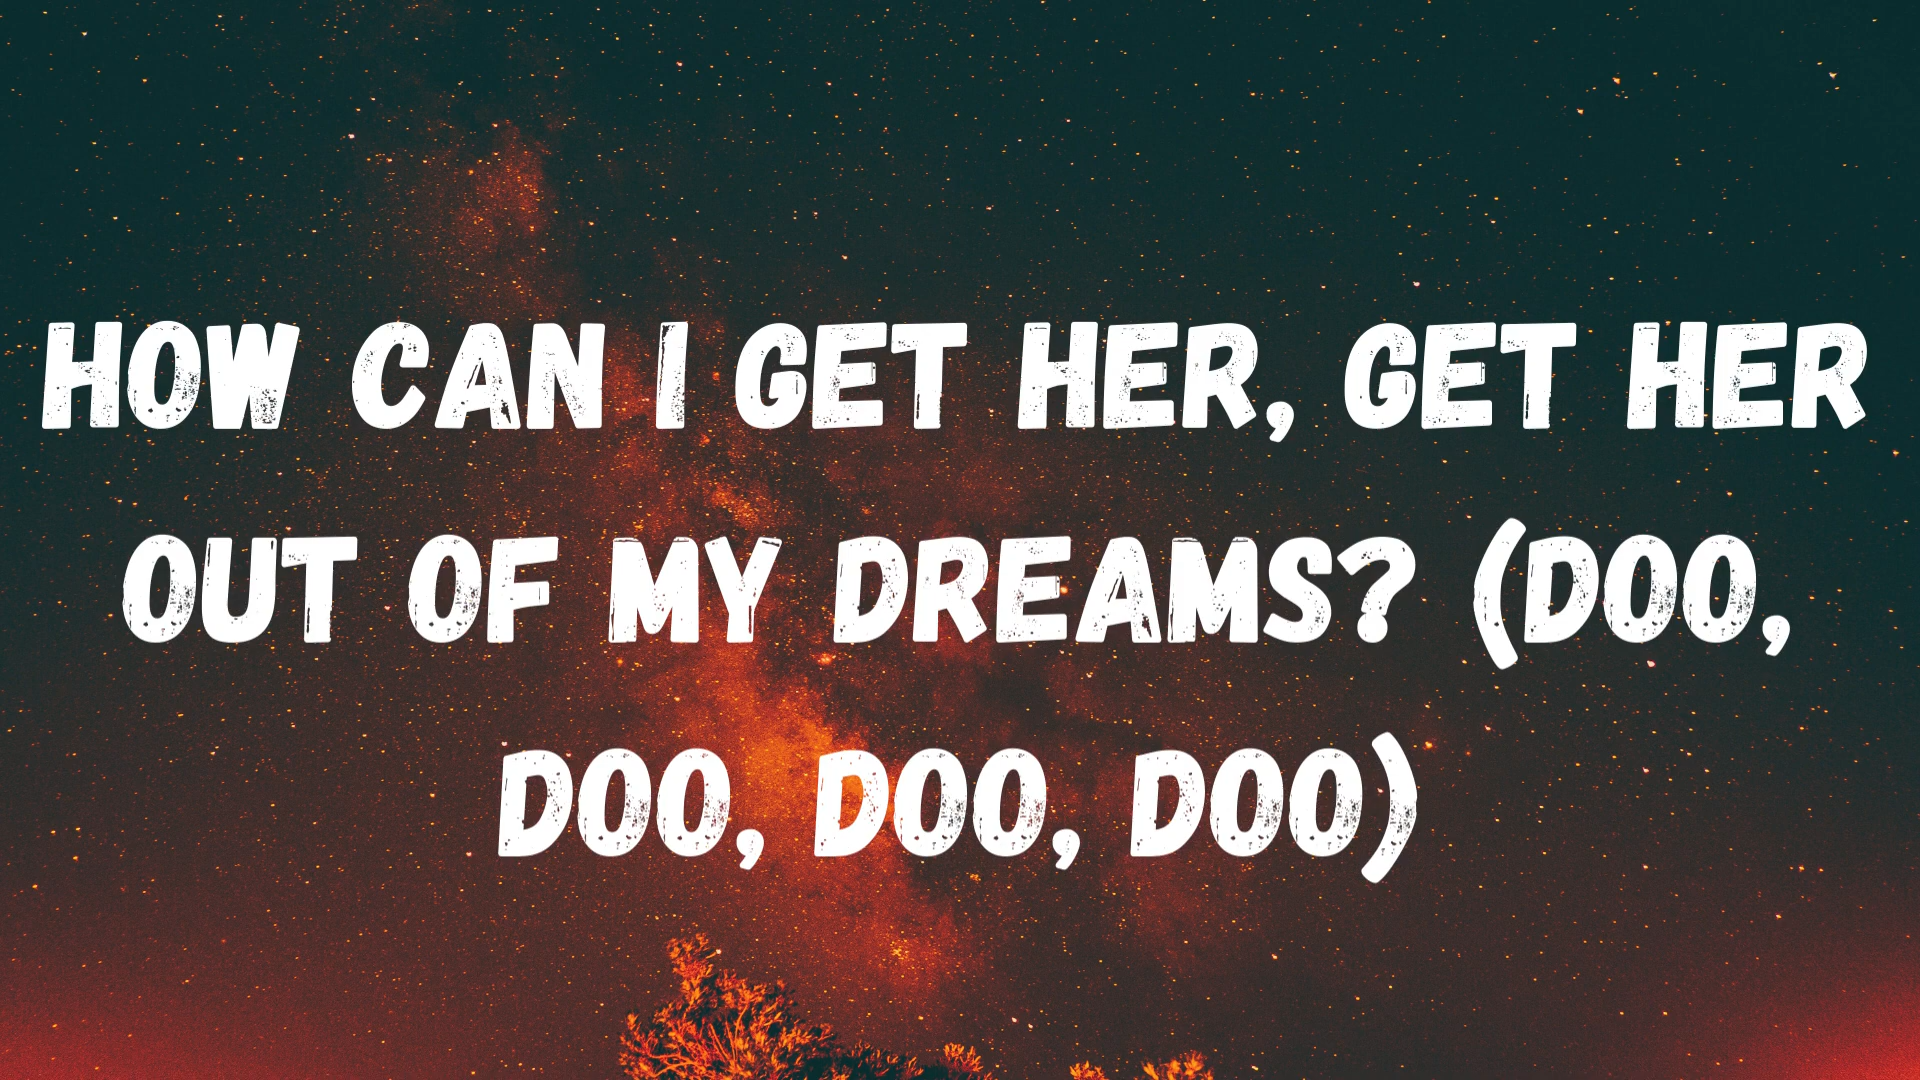 HOW CAN I GET HER, GET HER
OUT OF MY DREAMS? (DOO,
DOO, DOO, DOO)